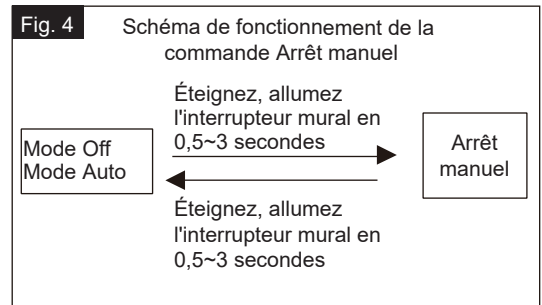 Fig. 4
Schéma de fonctionnement de la
commande Arrêt manuel
Éteignez, allumez
l'interrupteur mural en
0,5~3 secondes
Mode Off
Mode Auto
Arrêt
manuel
Éteignez, allumez
l'interrupteur mural en
0,5~3 secondes